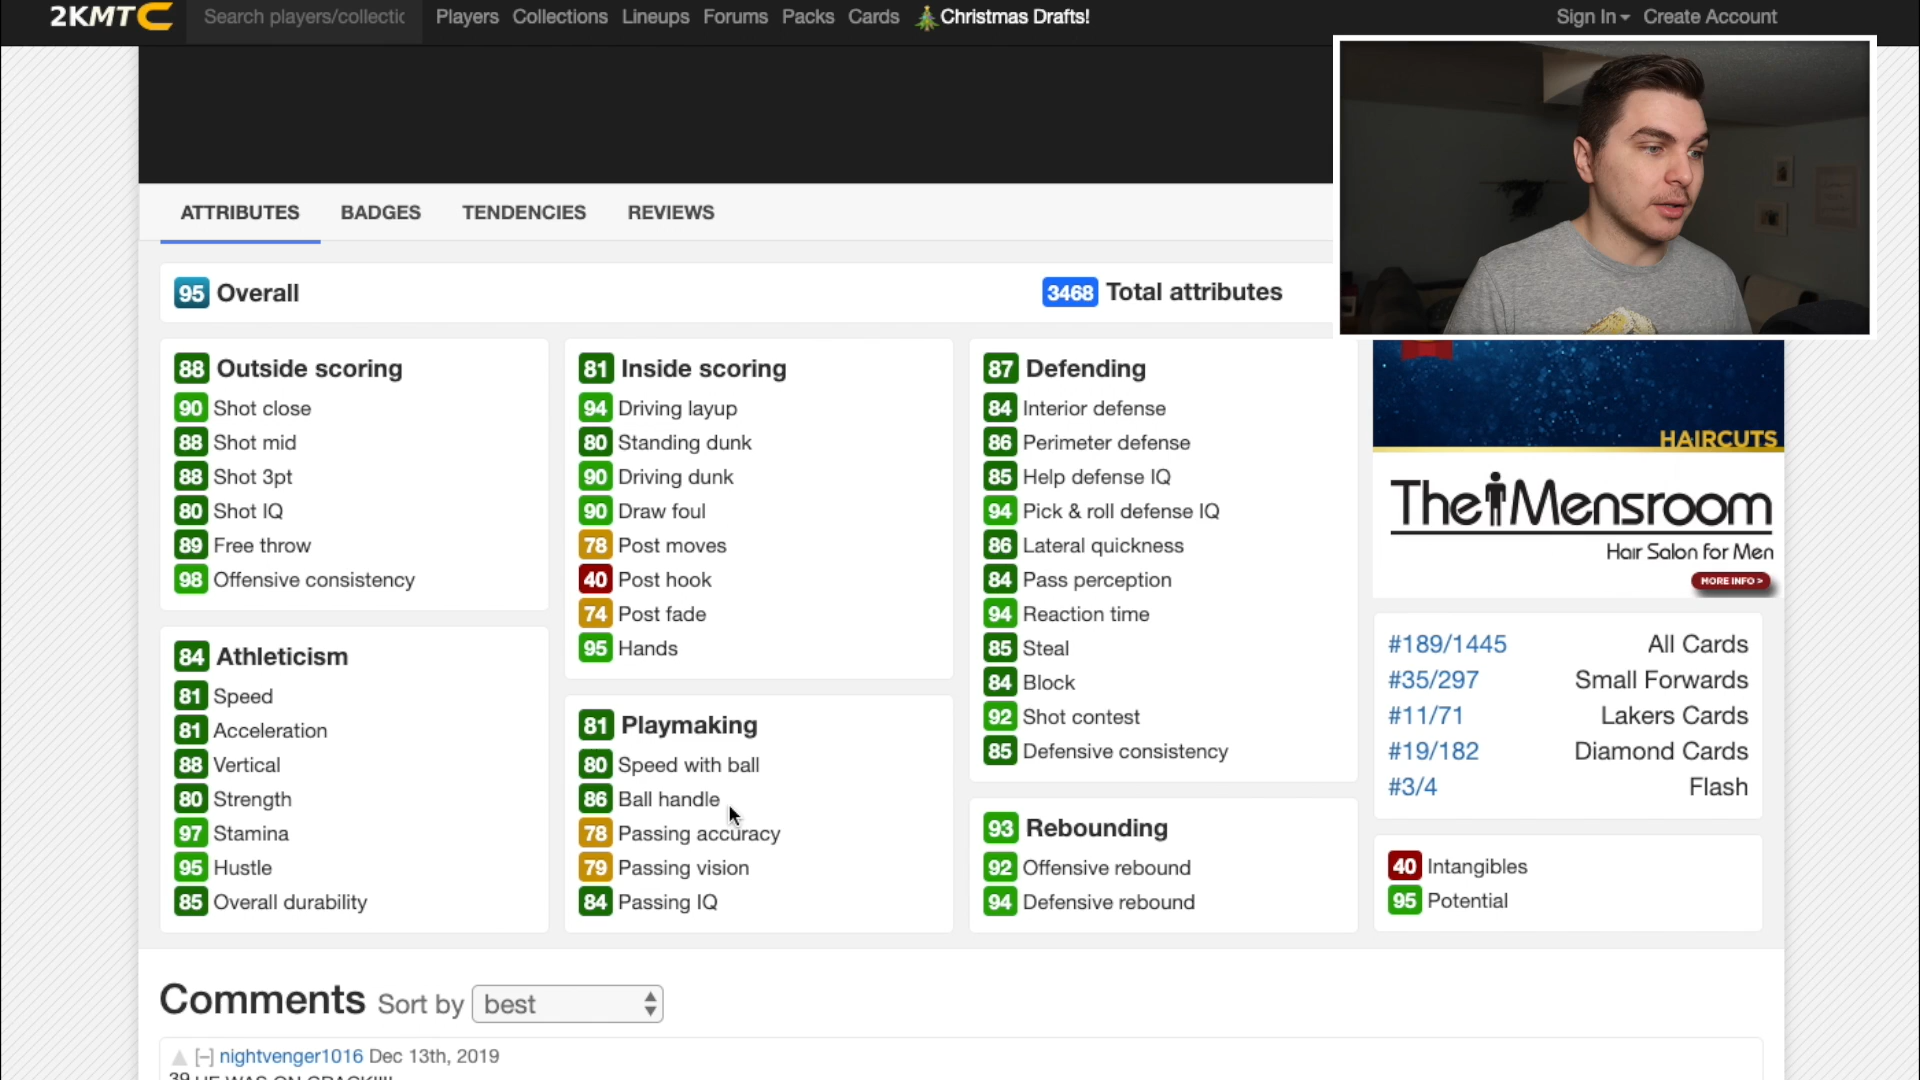 2KMTC
Search players/collectic
Players
Collections
Lineups
Forums
Packs
Cards
Christmas Drafts!
Sign In
Create Account
ATTRIBUTES
BADGES
TENDENCIES
REVIEWS
95 Overall
3468 Total attributes
88 Outside scoring
90 Shot close
88 Shot mid
88 Shot 3pt
80 Shot IQ
89 Free throw
98 Offensive consistency
84 Athleticism
81 Speed
81 Acceleration
88 Vertical
80 Strength
97 Stamina
95 Hustle
85 Overall durability
81 Inside scoring
94 Driving layup
80 Standing dunk
90 Driving dunk
90 Draw foul
78 Post moves
40 Post hook
74 Post fade
95 Hands
81 Playmaking
80 Speed with ball
86 Ball handle
78 Passing accuracy
79 Passing vision
84 Passing IQ
87 Defending
84 Interior defense
86 Perimeter defense
85 Help defense IQ
94 Pick & roll defense IQ
86 Lateral quickness
84 Pass perception
94 Reaction time
85 Steal
84 Block
92 Shot contest
85 Defensive consistency
93 Rebounding
92 Offensive rebound
94 Defensive rebound
HAIRCUTS
The Mensroom
Hair Salon for Men
MORE INFO >
#189/1445 All Cards
#35/297 Small Forwards
#11/71 Lakers Cards
#19/182 Diamond Cards
#3/4 Flash
40 Intangibles
95 Potential
Comments Sort by best
[–] nightvenger1016 Dec 13th, 2019
39 HE WAS ON CRACK!!!!